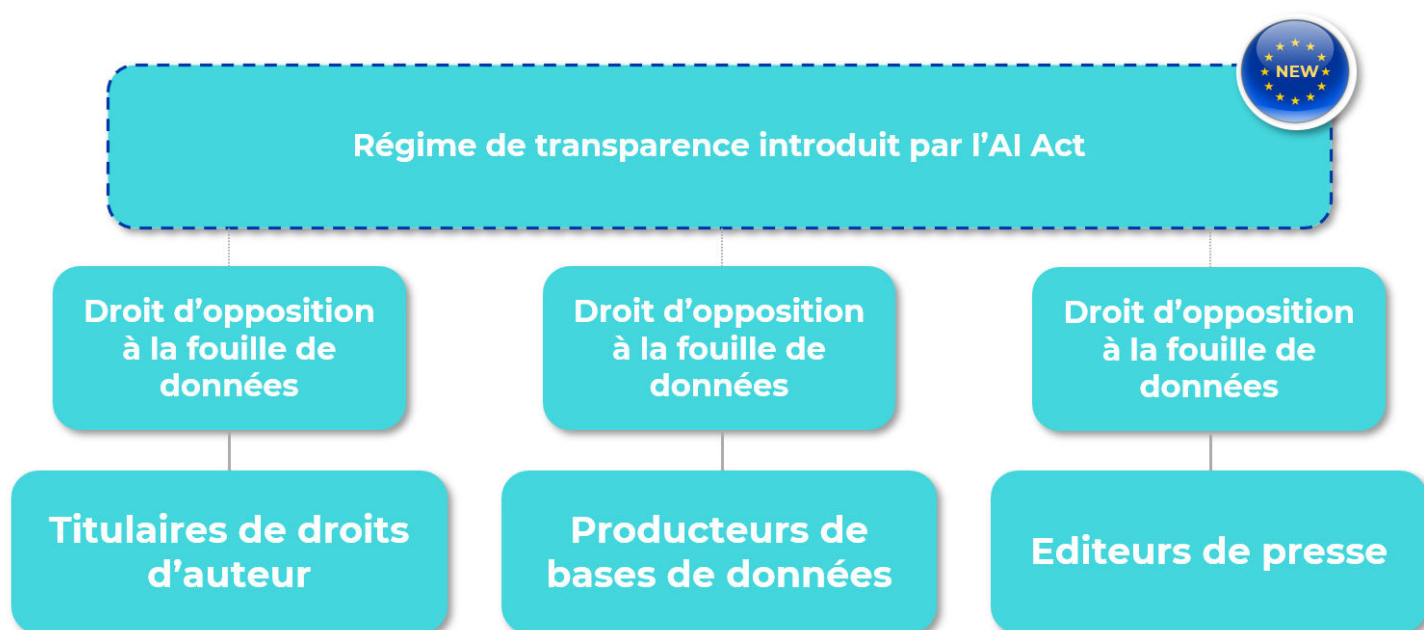 NEW
Régime de transparence introduit par l’AI Act
Droit d’opposition
à la fouille de
données
Droit d’opposition
à la fouille de
données
Droit d’opposition
à la fouille de
données
Titulaires de droits
d’auteur
Producteurs de
bases de données
Editeurs de presse